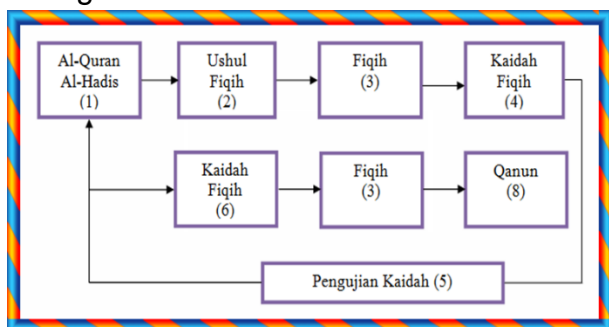 Al-Quran
Al-Hadis
(1)
Ushul
Fiqih
(2)
Fiqih
(3)
Kaidah
Fiqih
(4)
Kaidah
Fiqih
(6)
Fiqih
(3)
Qanun
(8)
Pengujian Kaidah (5)